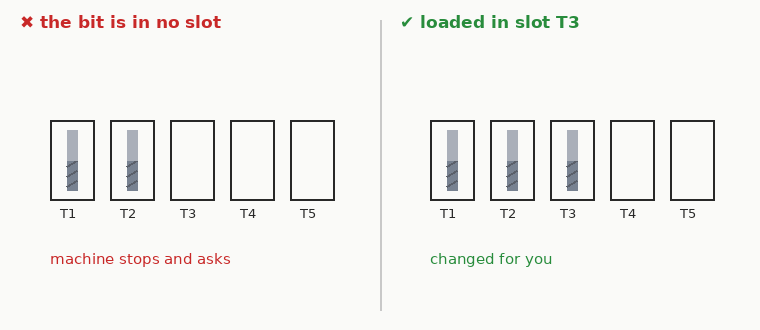 ✖ the bit is in no slot
T1 T2 T3 T4 T5
machine stops and asks
✔ loaded in slot T3
T1 T2 T3 T4 T5
changed for you